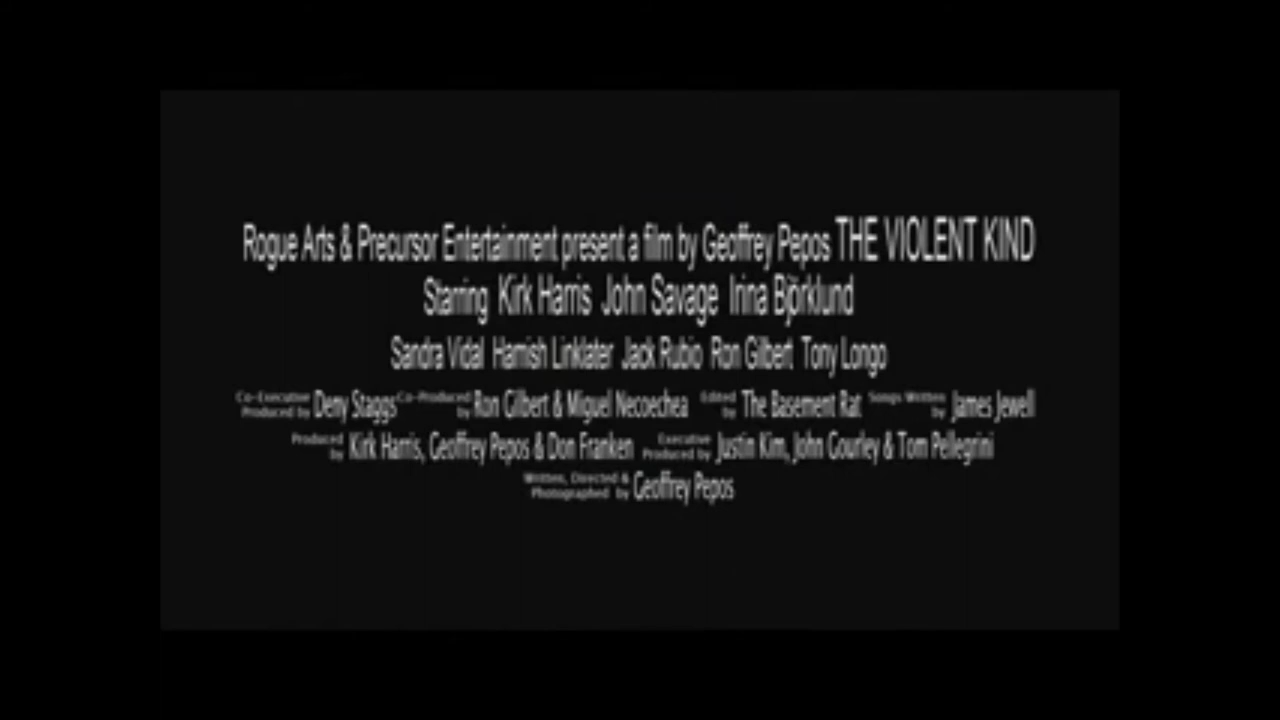 Rogue Arts & Precursor Entertainment present a film by Geoffrey Pepos THE VIOLENT KIND
Starring Kirk Harris John Savage Irina Björklund
Sandra Vidal Hamish Linklater Jack Rubio Ron Gilbert Tony Longo
Co-Executive Produced by Deny Staggs Co-Produced by Ron Gilbert & Miguel Necoechea Edited by The Basement Rat Songs Written by James Jewell
Produced by Kirk Harris, Geoffrey Pepos & Don Franken Executive Produced by Justin Kim, John Gourley & Tom Pellegrini
Written, Directed & Photographed by Geoffrey Pepos